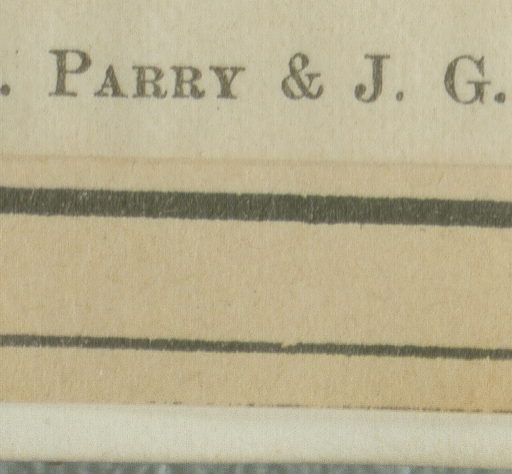 . PARRY & J. G.